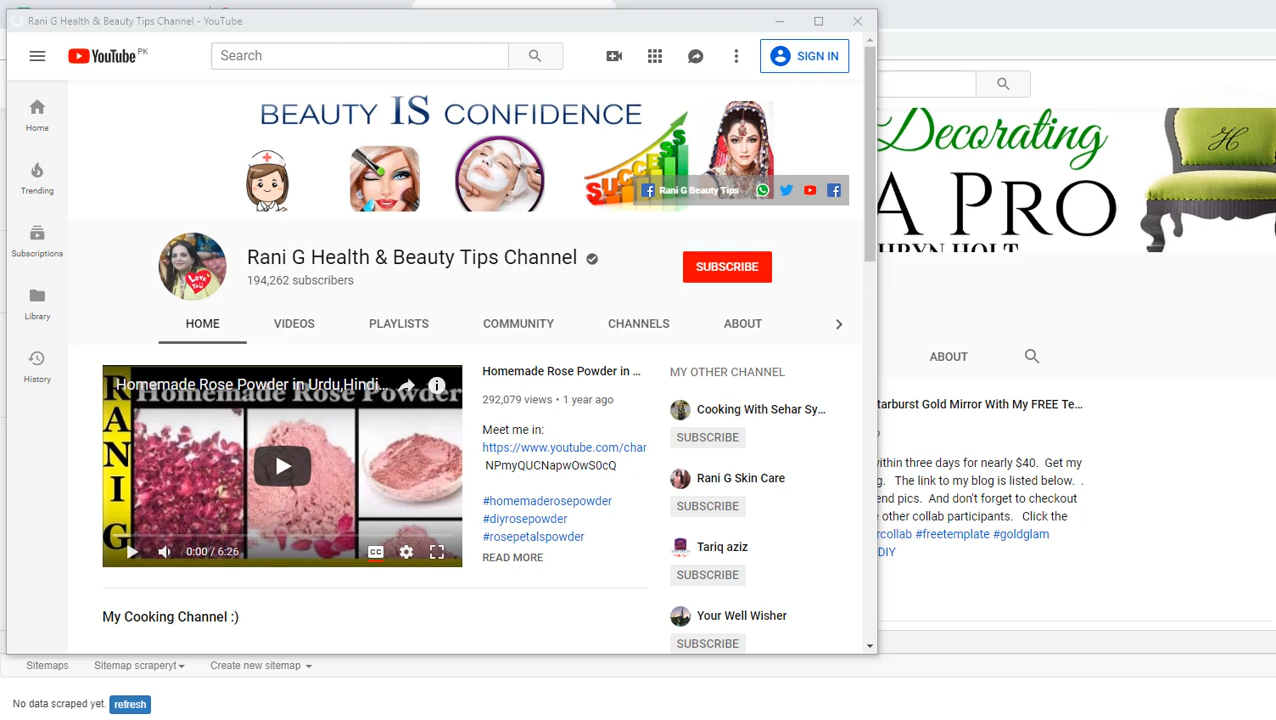 Rani G Health & Beauty Tips Channel - YouTube
YouTube PK
Search
SIGN IN
Home
Trending
Subscriptions
Library
History
BEAUTY IS CONFIDENCE
SUCCESS
Rani G Beauty Tips
Rani G Health & Beauty Tips Channel
194,262 subscribers
SUBSCRIBE
HOME VIDEOS PLAYLISTS COMMUNITY CHANNELS ABOUT
Homemade Rose Powder in Urdu,Hindi...
Homemade Rose Powder
RANI G
0:00 / 6:26
CC
Homemade Rose Powder in ...
292,079 views • 1 year ago
Meet me in:
https://www.youtube.com/char
NPmyQUCNapwOwS0cQ
#homemaderosepowder
#diyrosepowder
#rosepetalspowder
READ MORE
MY OTHER CHANNEL
Cooking With Sehar Sy...
SUBSCRIBE
Rani G Skin Care
SUBSCRIBE
Tariq aziz
SUBSCRIBE
Your Well Wisher
SUBSCRIBE
My Cooking Channel :)
Decorating
A PRO
HRYN HOLT
H
ABOUT
tarburst Gold Mirror With My FREE Te...
within three days for nearly $40. Get my
g. The link to my blog is listed below. .
end pics. And don't forget to checkout
e other collab participants. Click the
rcollab #freetemplate #goldglam
DIY
Sitemaps Sitemap scraperyt Create new sitemap
No data scraped yet. refresh